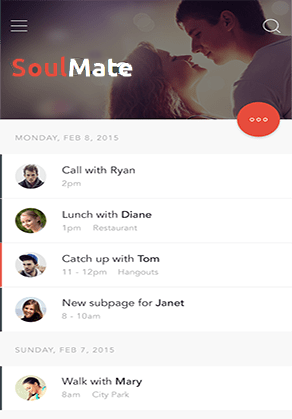 SoulMate
MONDAY, FEB 8, 2015
Call with Ryan
2pm
Lunch with Diane
1pm Restaurant
Catch up with Tom
11 - 12pm Hangouts
New subpage for Janet
8 - 10am
SUNDAY, FEB 7, 2015
Walk with Mary
8am City Park